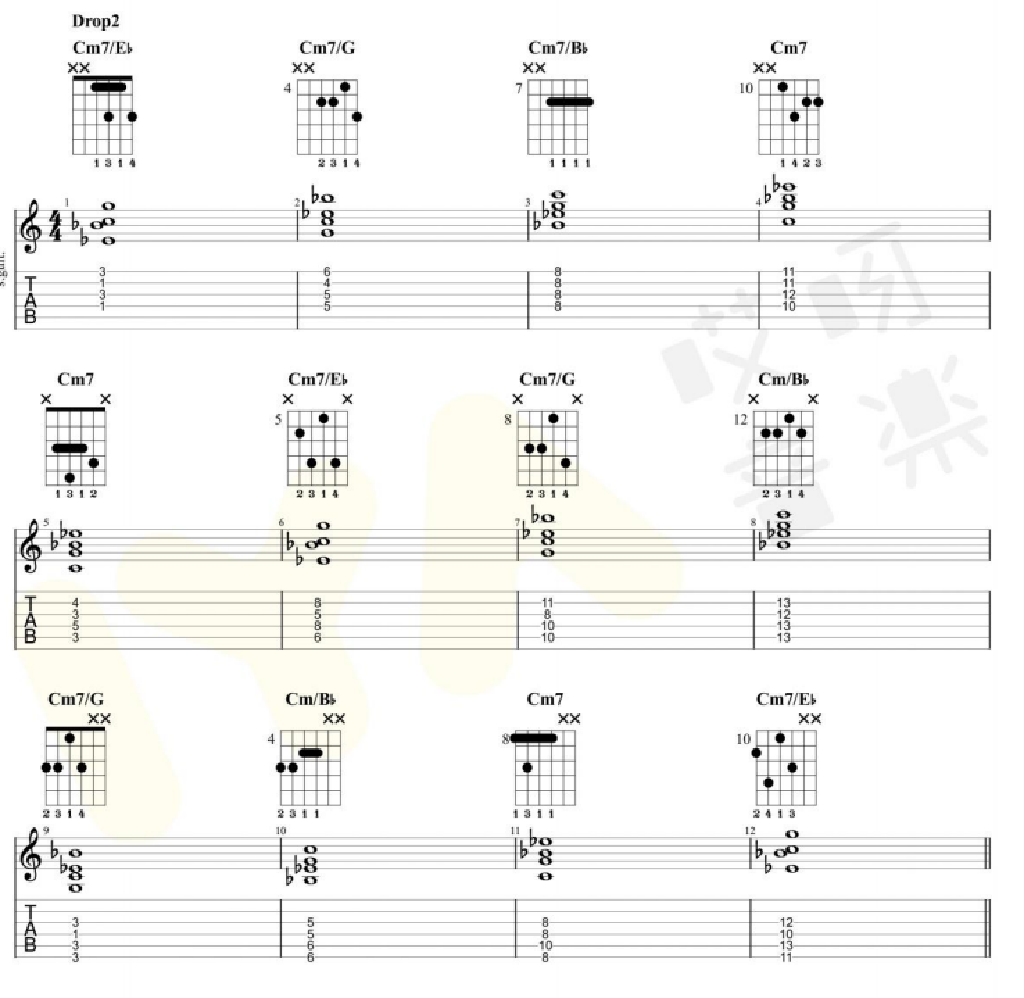 Drop2
Cm7/E♭ Cm7/G Cm7/B♭ Cm7
×× ×× ×× ××
4 7 10
1 3 1 4 2 3 1 4 1 1 1 1 1 4 2 3
1 2 3 4
4
4
s.guit.
3 6 8 11
T 1 4 8 11
A 3 5 8 12
B 1 5 8 10
哎呀
音樂
Cm7 Cm7/E♭ Cm7/G Cm/B♭
× × × × × × × ×
5 8 12
1 3 1 2 2 3 1 4 2 3 1 4 2 3 1 4
5 6 7 8
T 4 8 11 13
3 5 8 12
A 5 8 10 13
B 3 6 10 13
Cm7/G Cm/B♭ Cm7 Cm7/E♭
×× ×× ×× ××
4 8 10
2 3 1 4 2 3 1 1 1 3 1 1 2 4 1 3
9 10 11 12
T
3 5 8 12
A 1 5 8 10
B 3 6 10 13
3 6 8 11